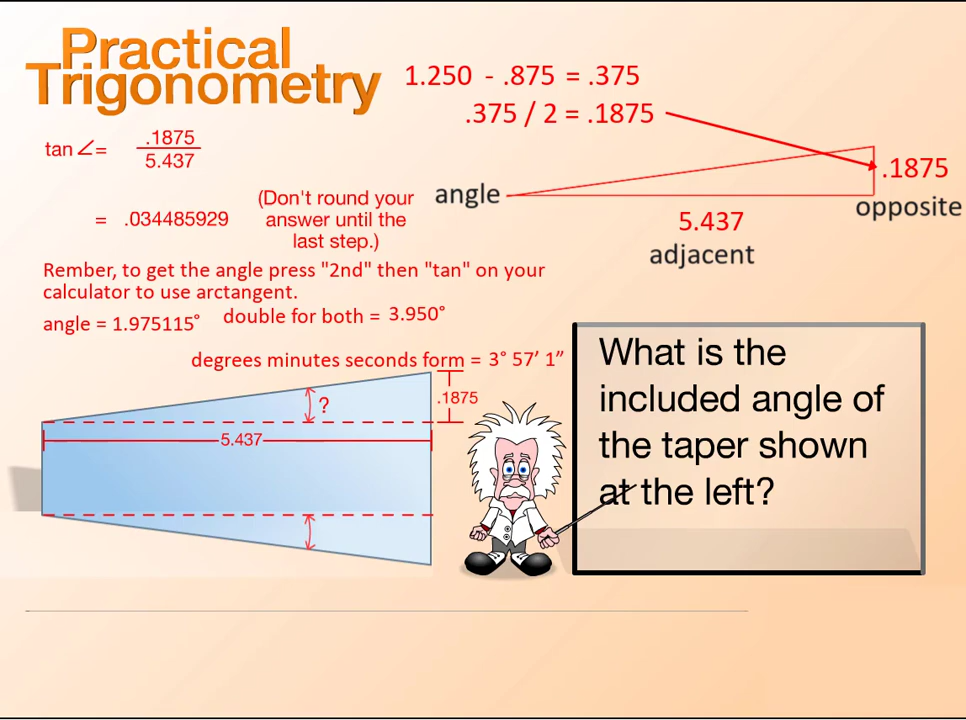 Practical
Trigonometry
1.250 - .875 = .375
.375 / 2 = .1875
tan ∠= .1875
5.437
= .034485929
(Don't round your
answer until the
last step.)
angle
.1875
opposite
5.437
adjacent
Rember, to get the angle press "2nd" then "tan" on your
calculator to use arctangent.
angle = 1.975115° double for both = 3.950°
degrees minutes seconds form = 3° 57′ 1″
?
.1875
5.437
What is the
included angle of
the taper shown
at the left?